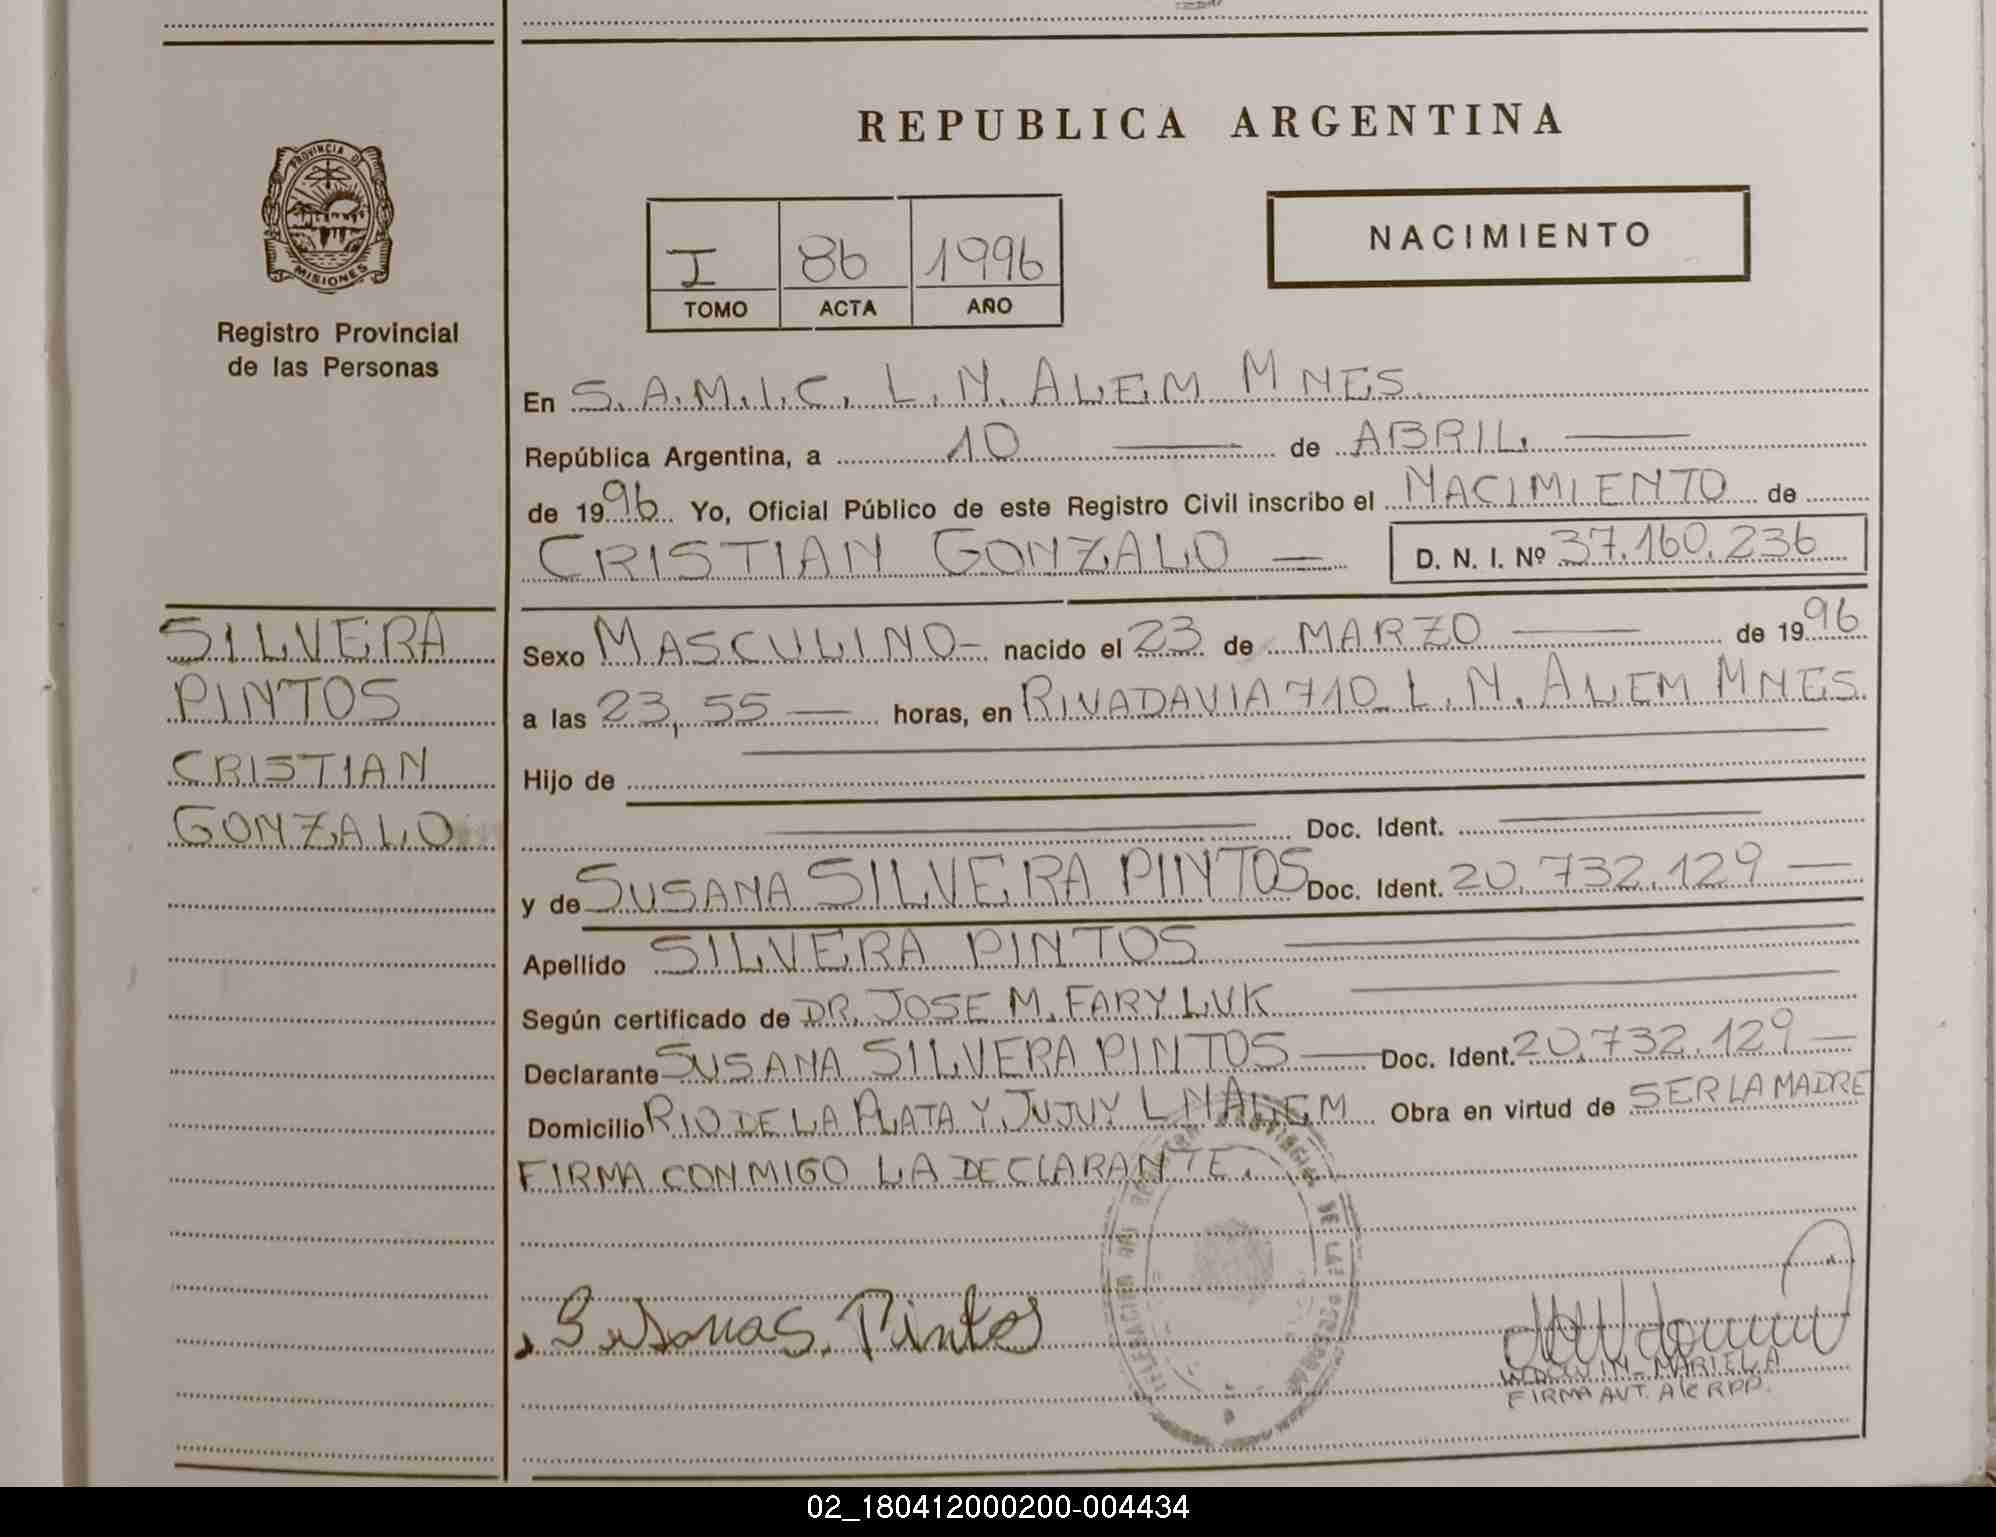 REPUBLICA ARGENTINA
PROVINCIA DE
MISIONES
Registro Provincial
de las Personas
I 86 1996
TOMO ACTA AÑO
NACIMIENTO
En S.A.M.I.C. L.N. ALEM MNES.
República Argentina, a 10 de ABRIL.
de 1996 Yo, Oficial Público de este Registro Civil inscribo el NACIMIENTO de
CRISTIAN GONZALO — D. N. I. Nº 37.160.236
SILVERA
PINTOS
CRISTIAN
GONZALO
Sexo MASCULINO- nacido el 23 de MARZO de 1996
a las 23,55 — horas, en RIVADAVIA 710 L.N. ALEM MNES.
Hijo de
Doc. Ident.
y de SUSANA SILVERA PINTOS Doc. Ident. 20.732.129 —
Apellido SILVERA PINTOS
Según certificado de DR. JOSE M. FARYLUK
Declarante SUSANA SILVERA PINTOS — Doc. Ident. 20.732.129 —
Domicilio RIO DE LA PLATA Y JUJUY L N ALEM Obra en virtud de SER LA MADRE
FIRMA CONMIGO LA DECLARANTE.
Susana S. Pintos
MARIELA
FIRMA AUT. A/C RPP.
02_180412000200-004434